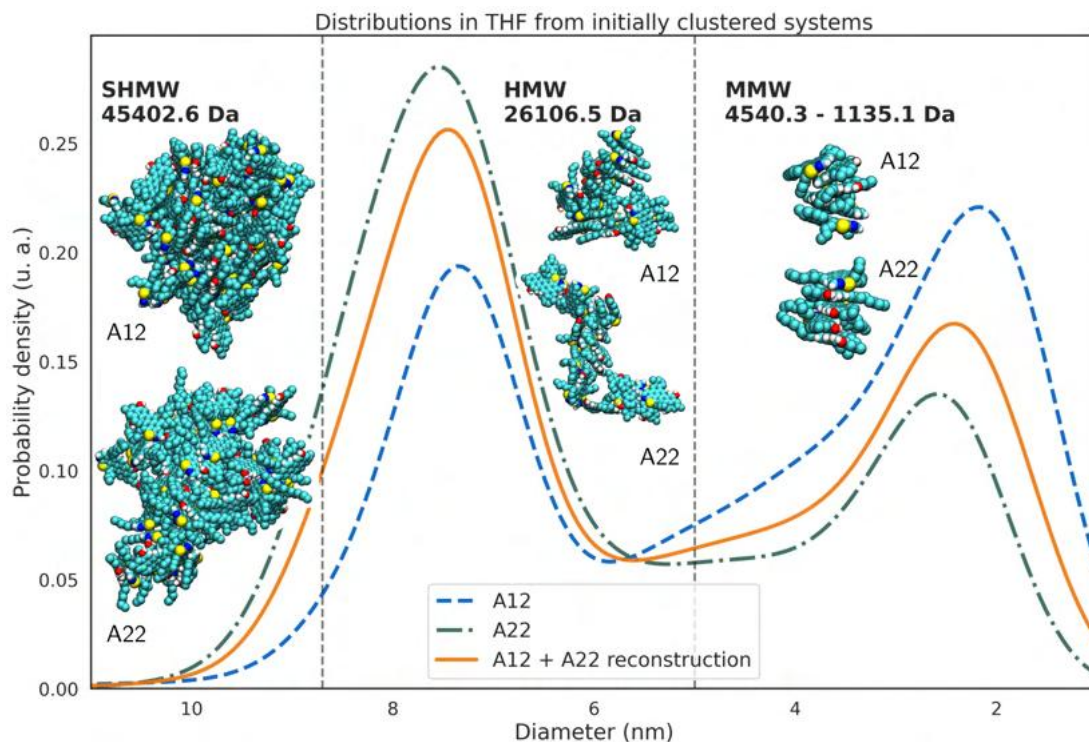 Distributions in THF from initially clustered systems
SHMW
45402.6 Da
HMW
26106.5 Da
MMW
4540.3 - 1135.1 Da
A12
A22
A12
A22
A12
A22
Probability density (u. a.)
0.25
0.20
0.15
0.10
0.05
0.00
A12
A22
A12 + A22 reconstruction
10
8
6
4
2
Diameter (nm)